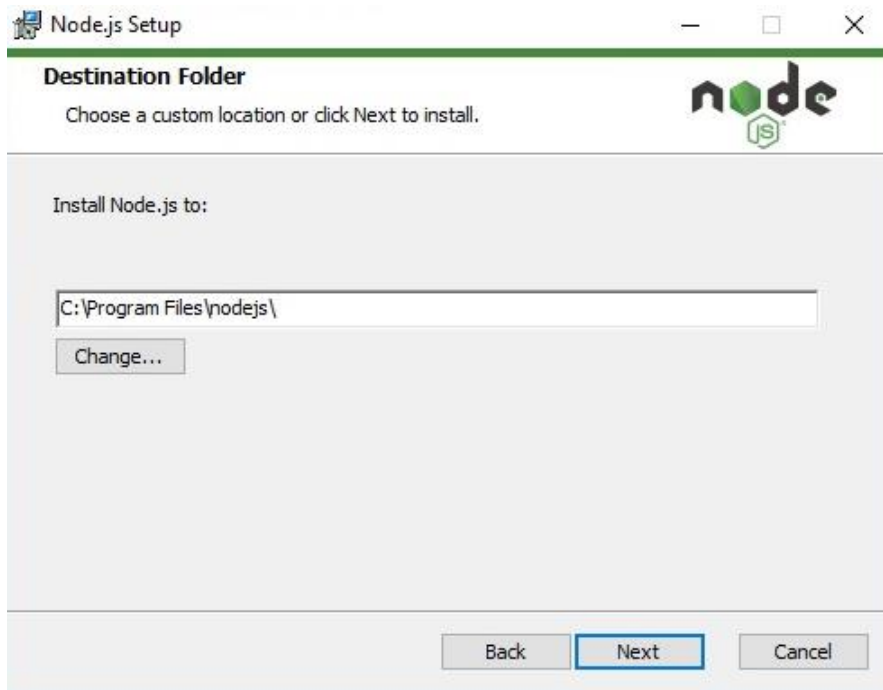 Node.js Setup
Destination Folder
Choose a custom location or click Next to install.
node
JS
Install Node.js to:
C:\Program Files\nodejs\
Change...
Back
Next
Cancel